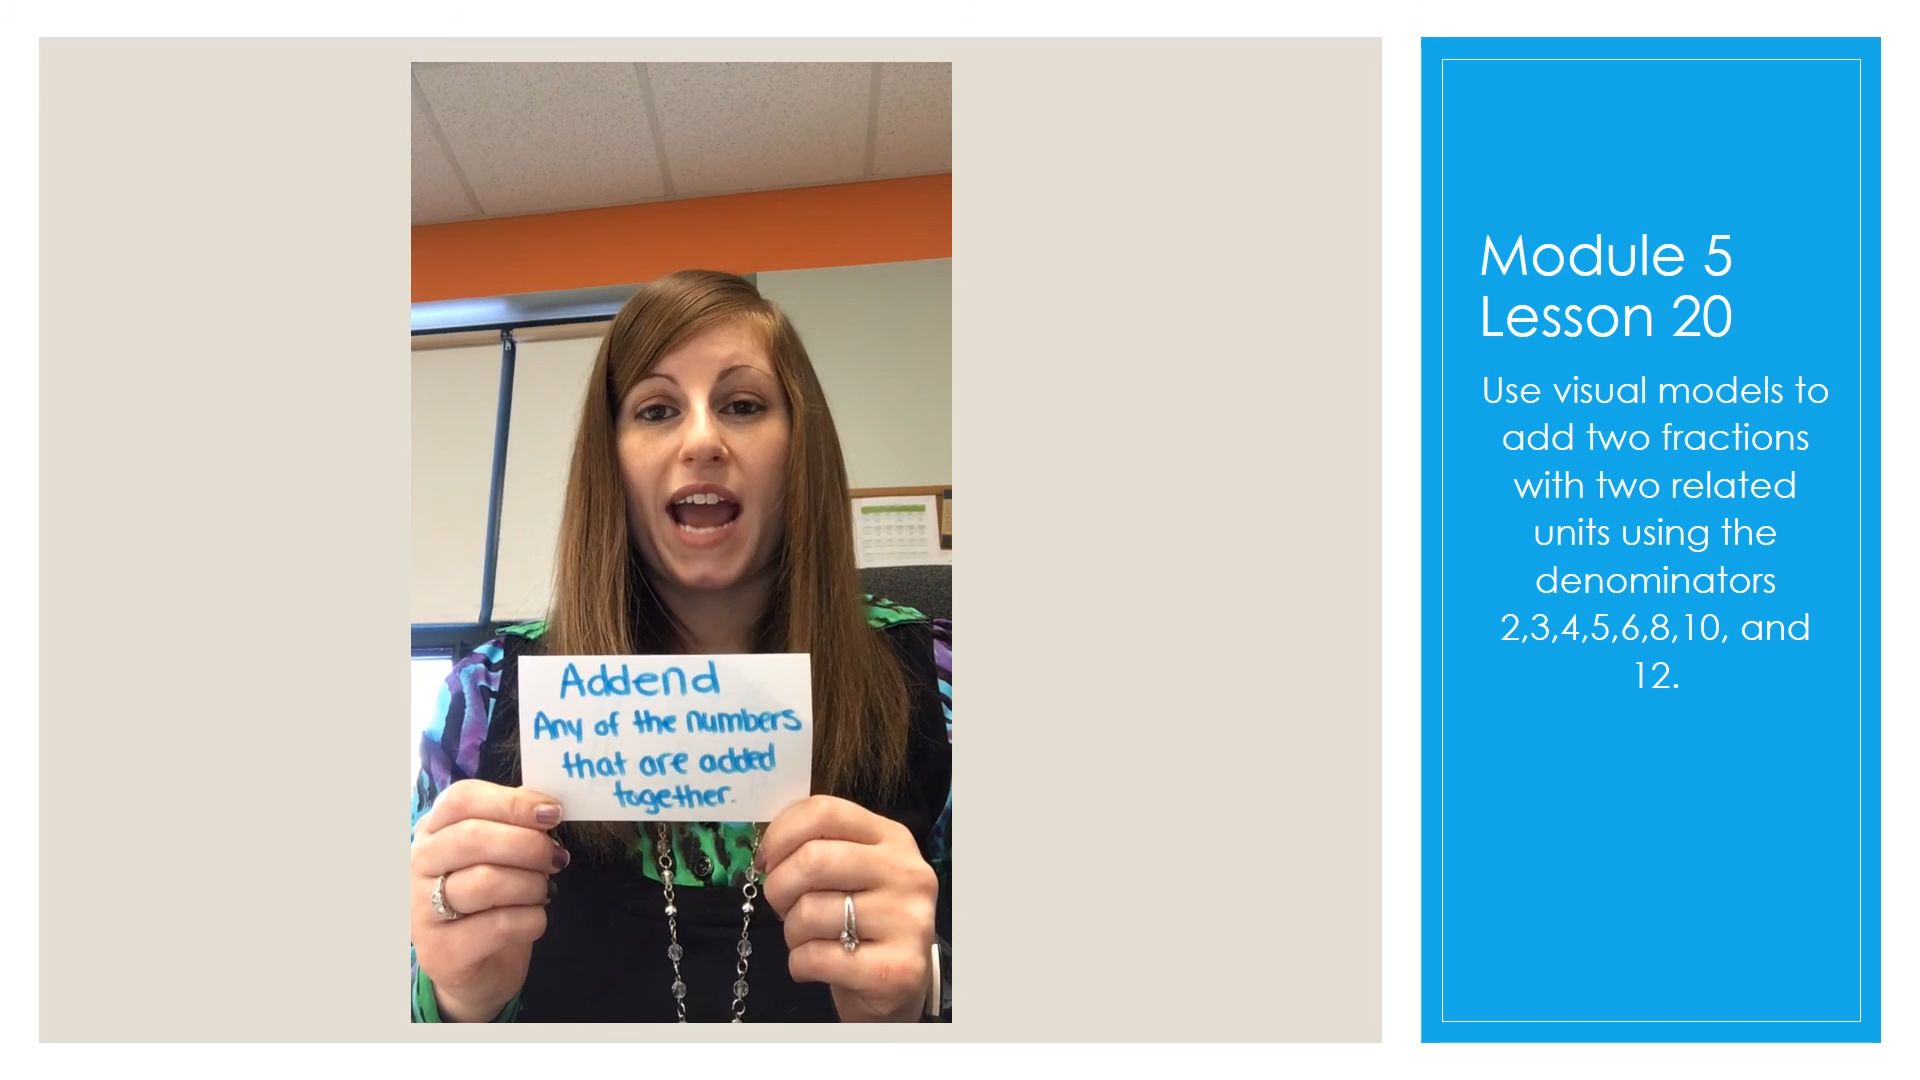 Addend
Any of the numbers
that are added
together.
Module 5
Lesson 20
Use visual models to
add two fractions
with two related
units using the
denominators
2,3,4,5,6,8,10, and
12.